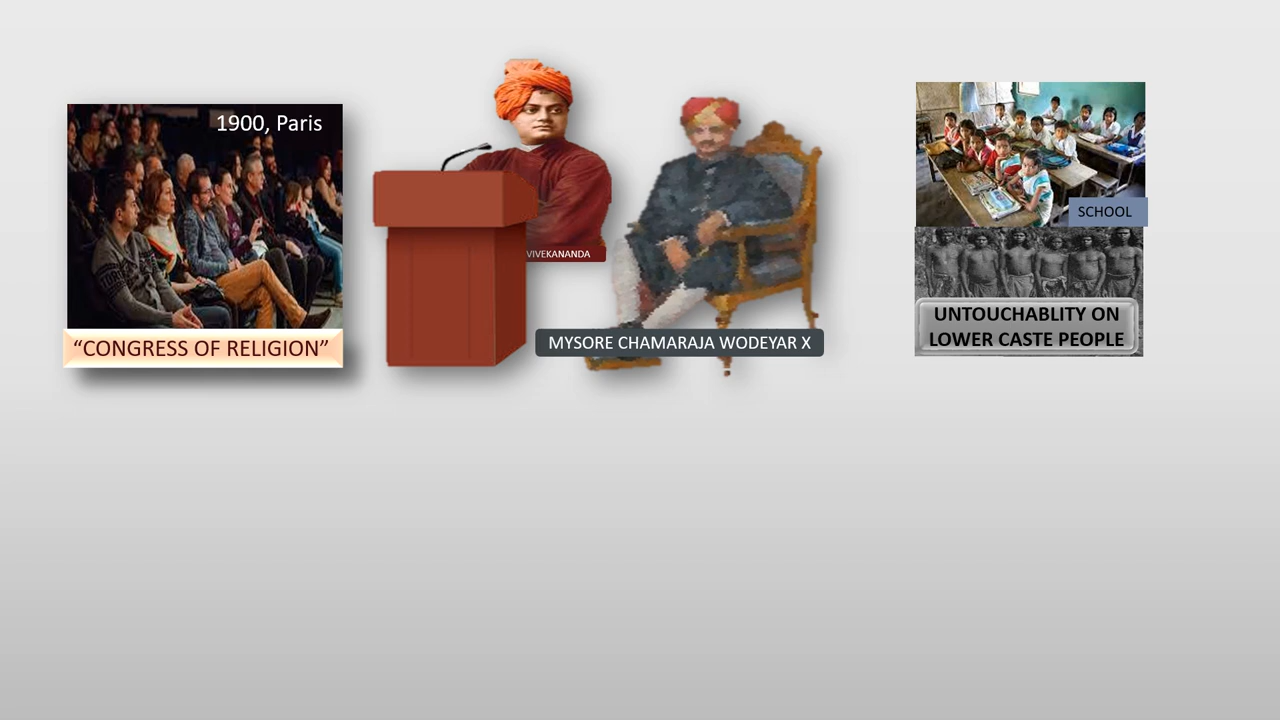 1900, Paris
“CONGRESS OF RELIGION”
VIVEKANANDA
MYSORE CHAMARAJA WODEYAR X
SCHOOL
UNTOUCHABLITY ON
LOWER CASTE PEOPLE